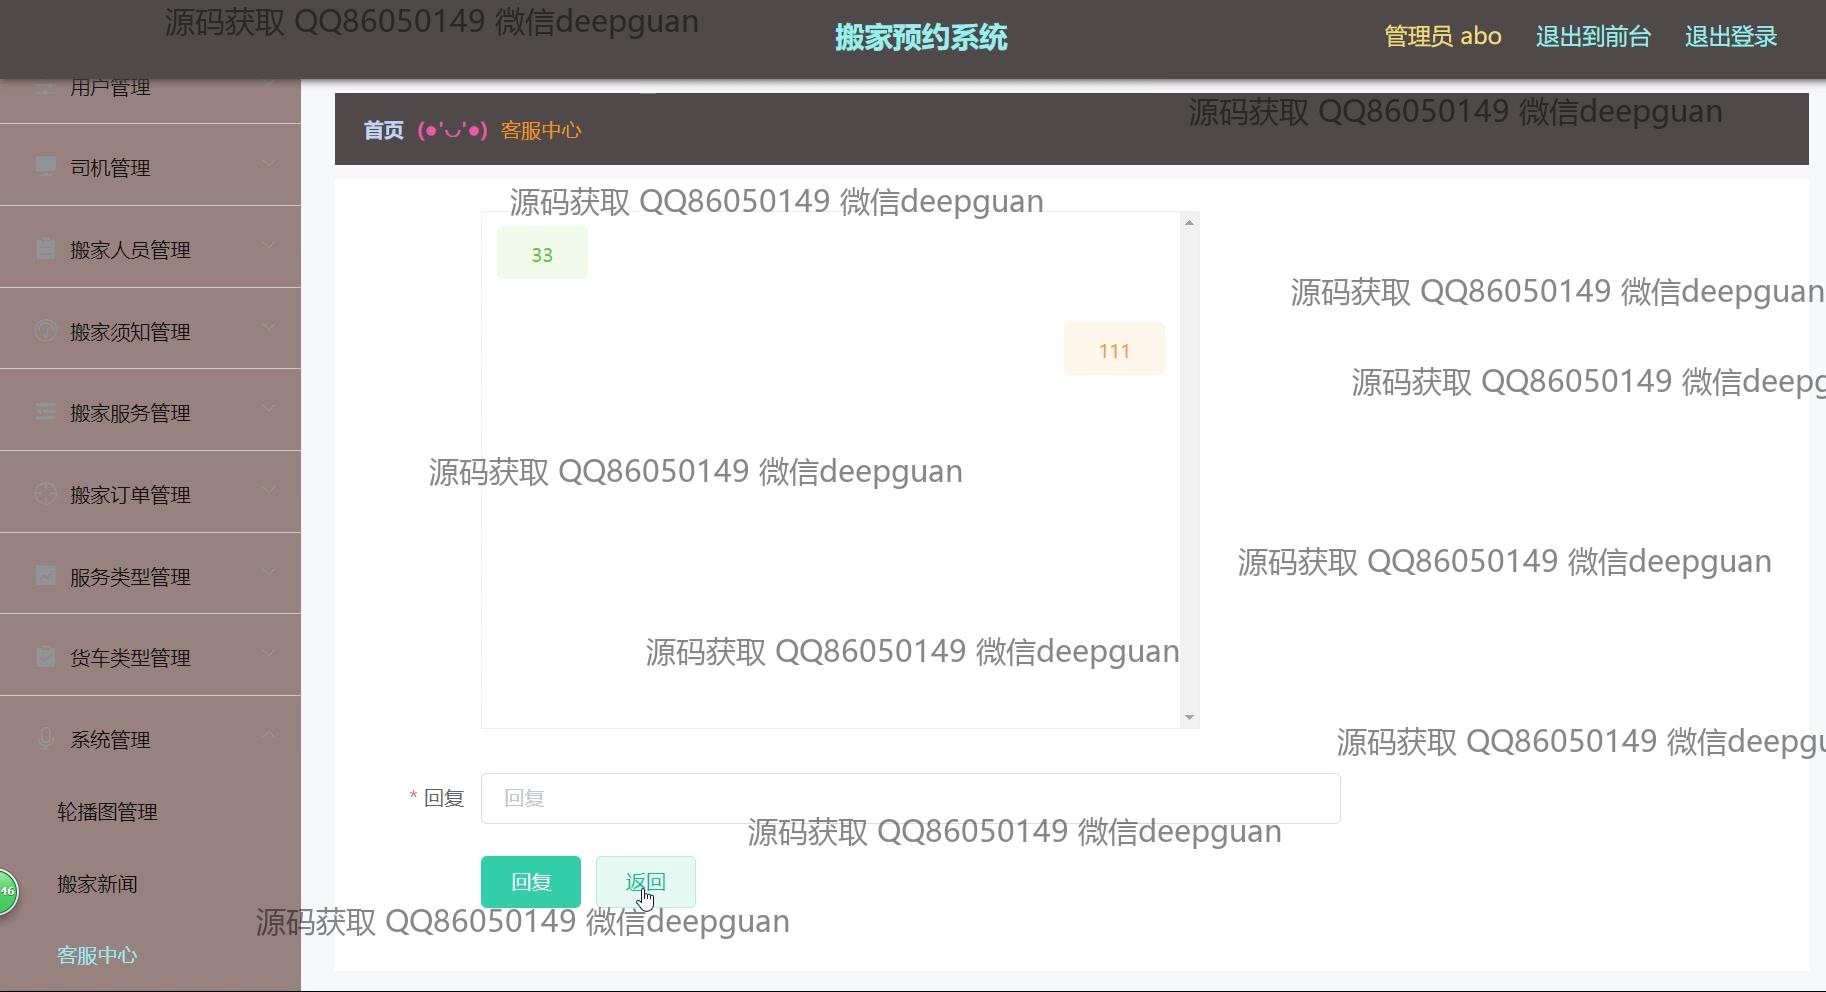 源码获取 QQ86050149 微信deepguan
搬家预约系统
管理员 abo
退出到前台
退出登录
用户管理
司机管理
搬家人员管理
搬家须知管理
搬家服务管理
搬家订单管理
服务类型管理
货车类型管理
系统管理
轮播图管理
搬家新闻
客服中心
46
首页 (●'◡'●) 客服中心
源码获取 QQ86050149 微信deepguan
源码获取 QQ86050149 微信deepguan
33
源码获取 QQ86050149 微信deepguan
111
源码获取 QQ86050149 微信deepg
源码获取 QQ86050149 微信deepguan
源码获取 QQ86050149 微信deepguan
源码获取 QQ86050149 微信deepguan
源码获取 QQ86050149 微信deepgu
* 回复
回复
源码获取 QQ86050149 微信deepguan
回复
返回
源码获取 QQ86050149 微信deepguan